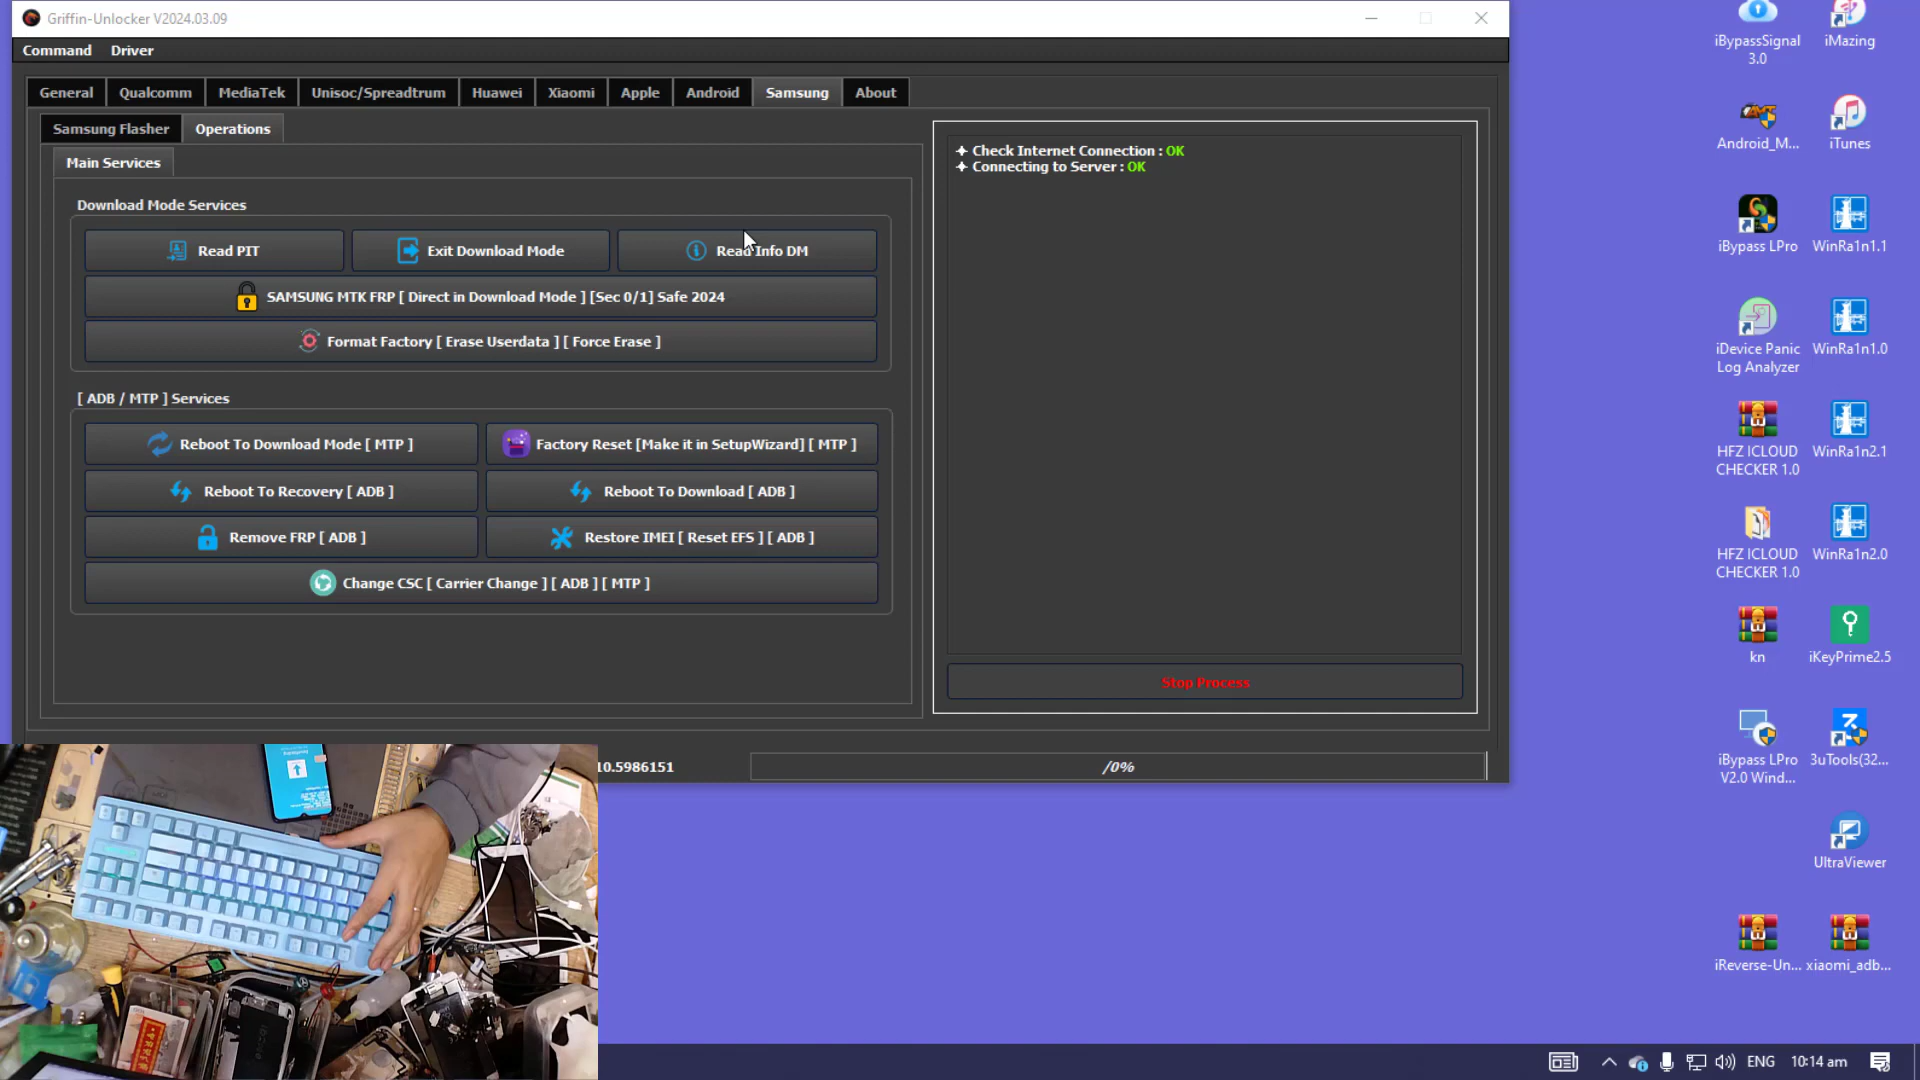 Griffin-Unlocker V2024.03.09
Command Driver
General Qualcomm MediaTek Unisoc/Spreadtrum Huawei Xiaomi Apple Android Samsung About
Samsung Flasher Operations
Main Services
Download Mode Services
Read PIT Exit Download Mode Read Info DM
SAMSUNG MTK FRP [ Direct in Download Mode ] [Sec 0/1] Safe 2024
Format Factory [ Erase Userdata ] [ Force Erase ]
[ ADB / MTP ] Services
Reboot To Download Mode [ MTP ] Factory Reset [Make it in SetupWizard] [ MTP ]
Reboot To Recovery [ ADB ] Reboot To Download [ ADB ]
Remove FRP [ ADB ] Restore IMEI [ Reset EFS ] [ ADB ]
Change CSC [ Carrier Change ] [ ADB ] [ MTP ]
Check Internet Connection : OK
Connecting to Server : OK
Stop Process
10.5986151 /0%
iBypassSignal 3.0
iMazing
Android_M...
iTunes
iBypass LPro
WinRa1n1.1
iDevice Panic Log Analyzer
WinRa1n1.0
HFZ ICLOUD CHECKER 1.0
WinRa1n2.1
HFZ ICLOUD CHECKER 1.0
WinRa1n2.0
kn
iKeyPrime2.5
iBypass LPro V2.0 Wind...
3uTools(32...
UltraViewer
iReverse-Un...
xiaomi_adb...
ENG 10:14 am